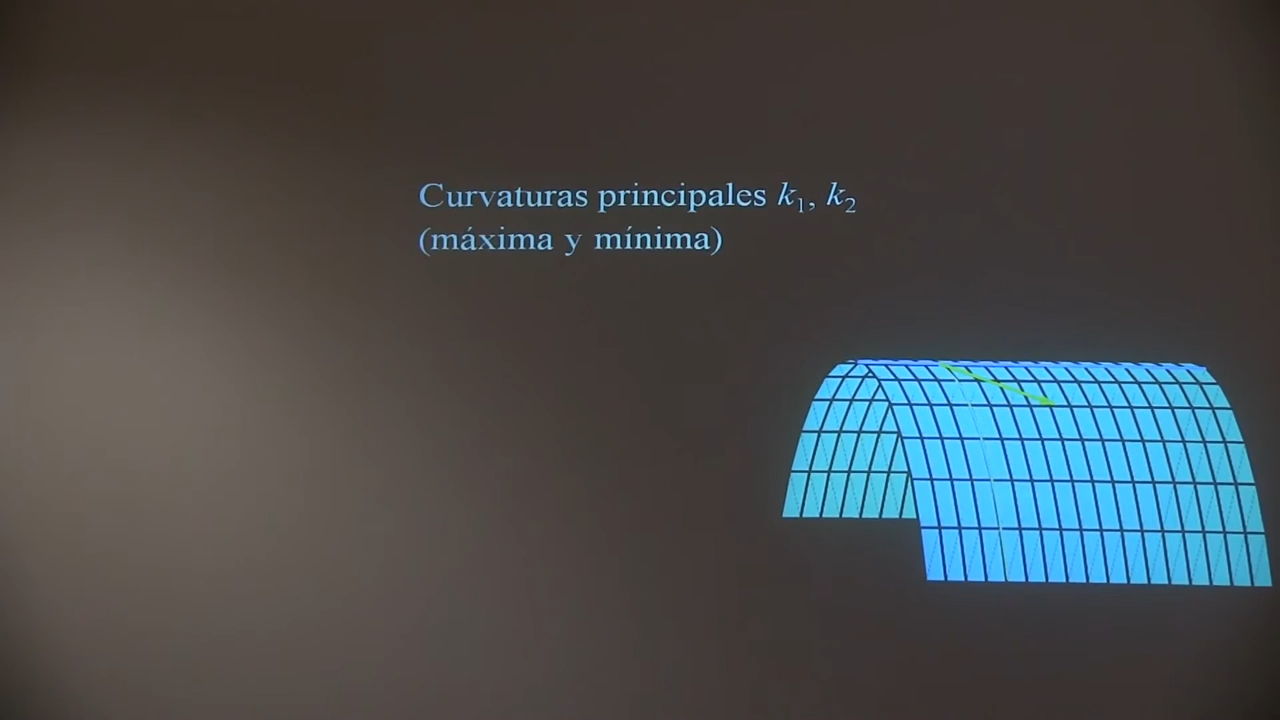 Curvaturas principales k₁, k₂
(máxima y mínima)